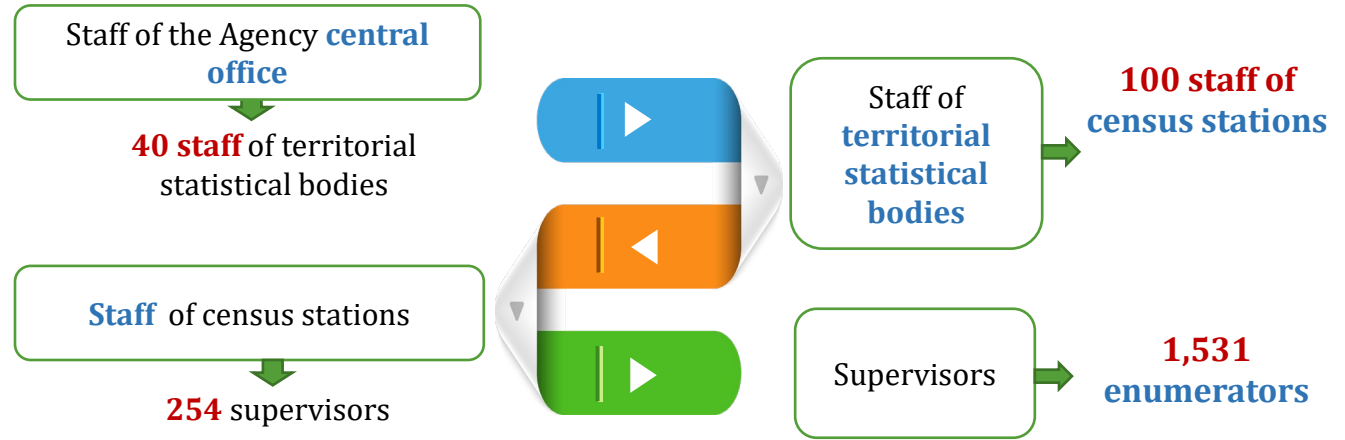 Staff of the Agency central
office
40 staff of territorial
statistical bodies
Staff of
territorial
statistical
bodies
100 staff of
census stations
Staff of census stations
254 supervisors
Supervisors
1,531
enumerators